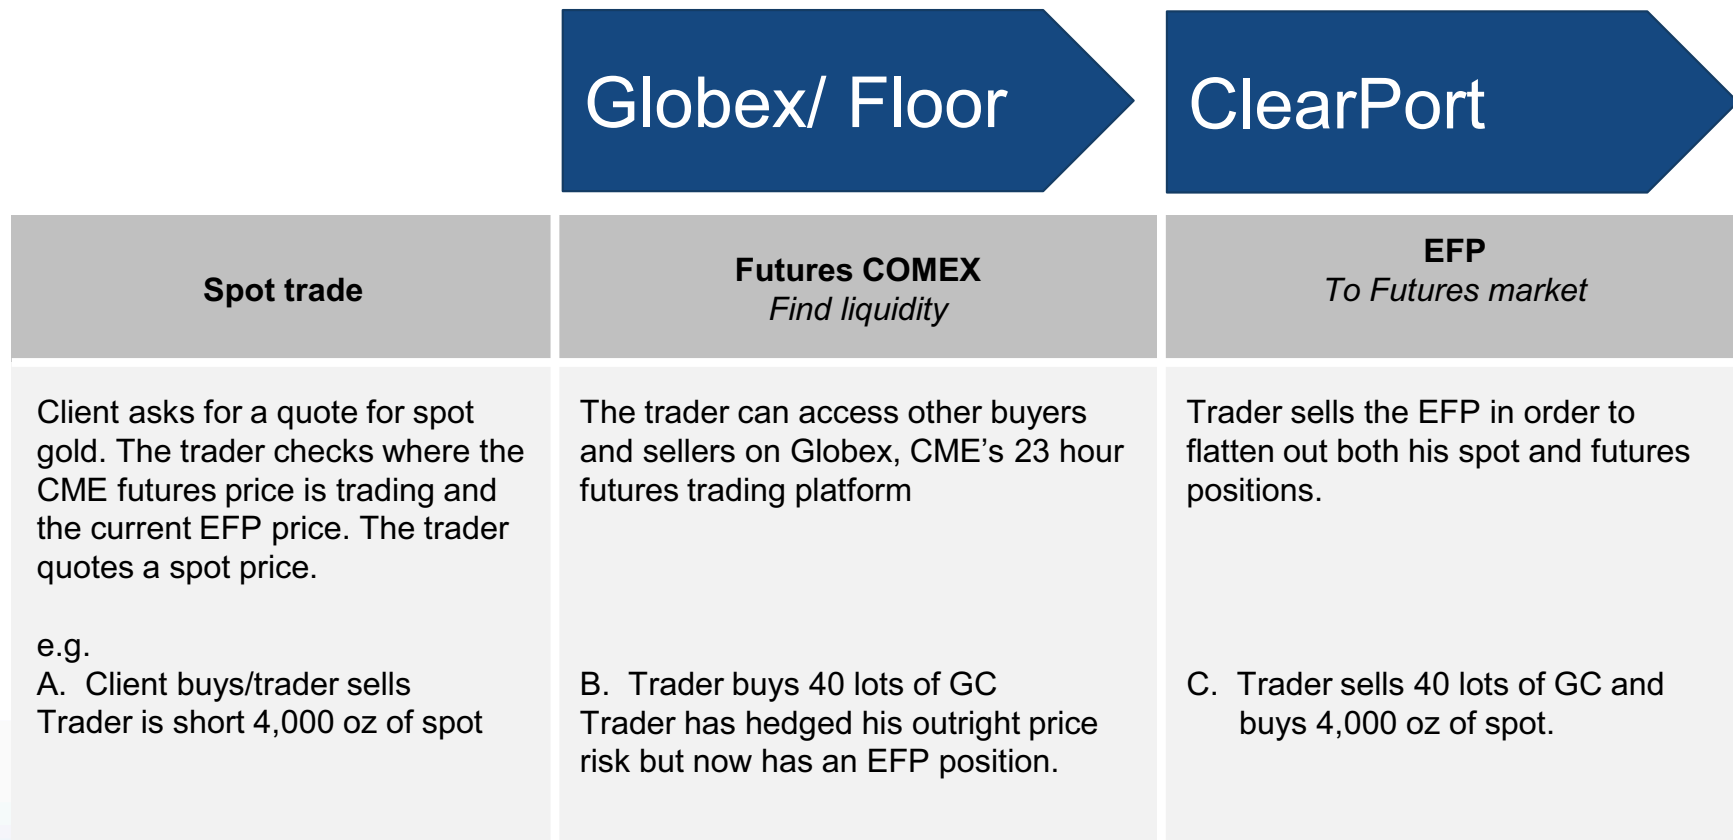 Globex/ Floor
ClearPort
Spot trade
Futures COMEX
Find liquidity
EFP
To Futures market
Client asks for a quote for spot
gold. The trader checks where the
CME futures price is trading and
the current EFP price. The trader
quotes a spot price.
e.g.
A. Client buys/trader sells
Trader is short 4,000 oz of spot
The trader can access other buyers
and sellers on Globex, CME’s 23 hour
futures trading platform
B. Trader buys 40 lots of GC
Trader has hedged his outright price
risk but now has an EFP position.
Trader sells the EFP in order to
flatten out both his spot and futures
positions.
C. Trader sells 40 lots of GC and
buys 4,000 oz of spot.